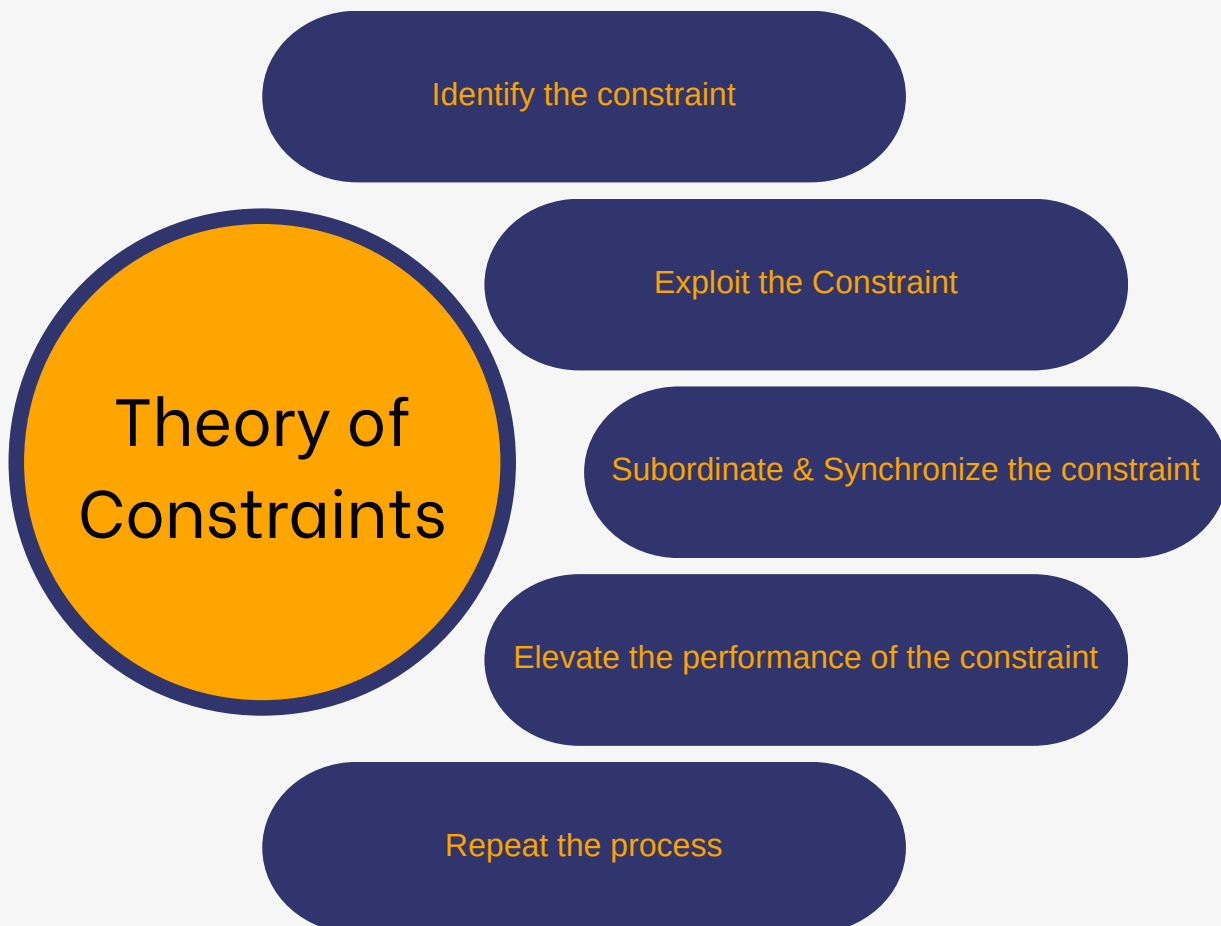 Identify the constraint
Exploit the Constraint
Theory of
Constraints
Subordinate & Synchronize the constraint
Elevate the performance of the constraint
Repeat the process